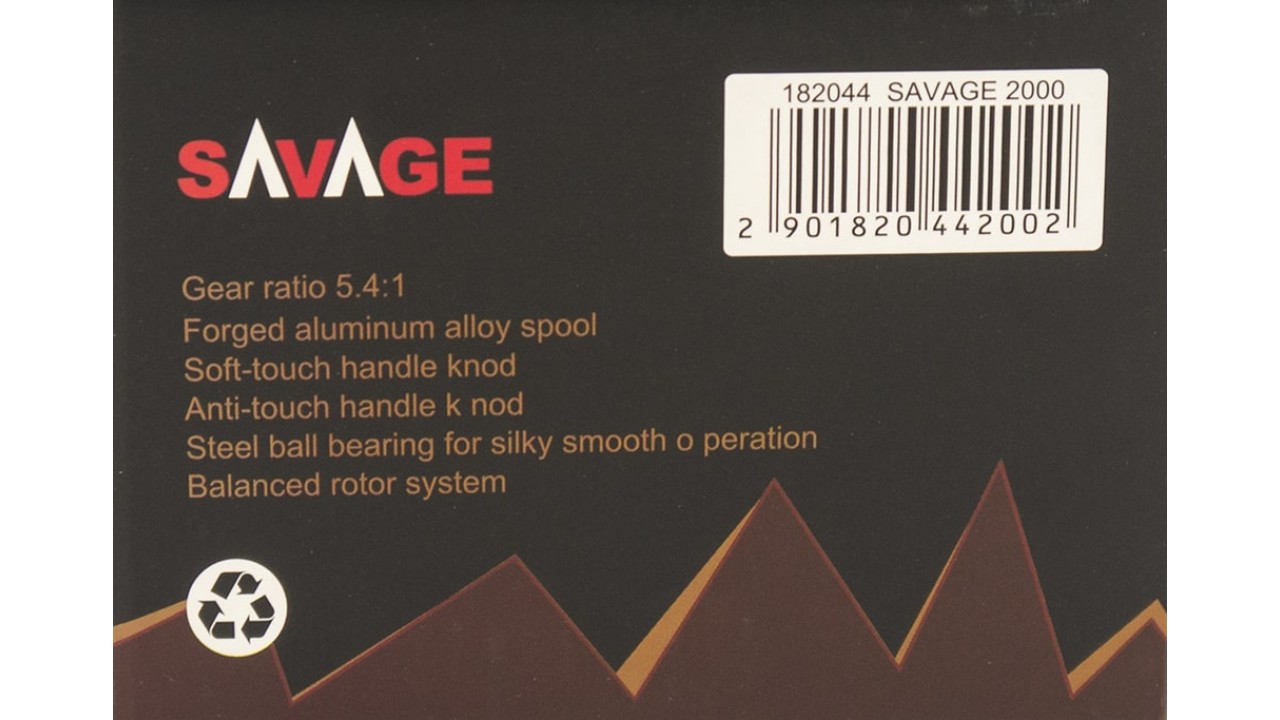 SAVAGE
182044 SAVAGE 2000
2 901820 442002
Gear ratio 5.4:1
Forged aluminum alloy spool
Soft-touch handle knod
Anti-touch handle k nod
Steel ball bearing for silky smooth o peration
Balanced rotor system